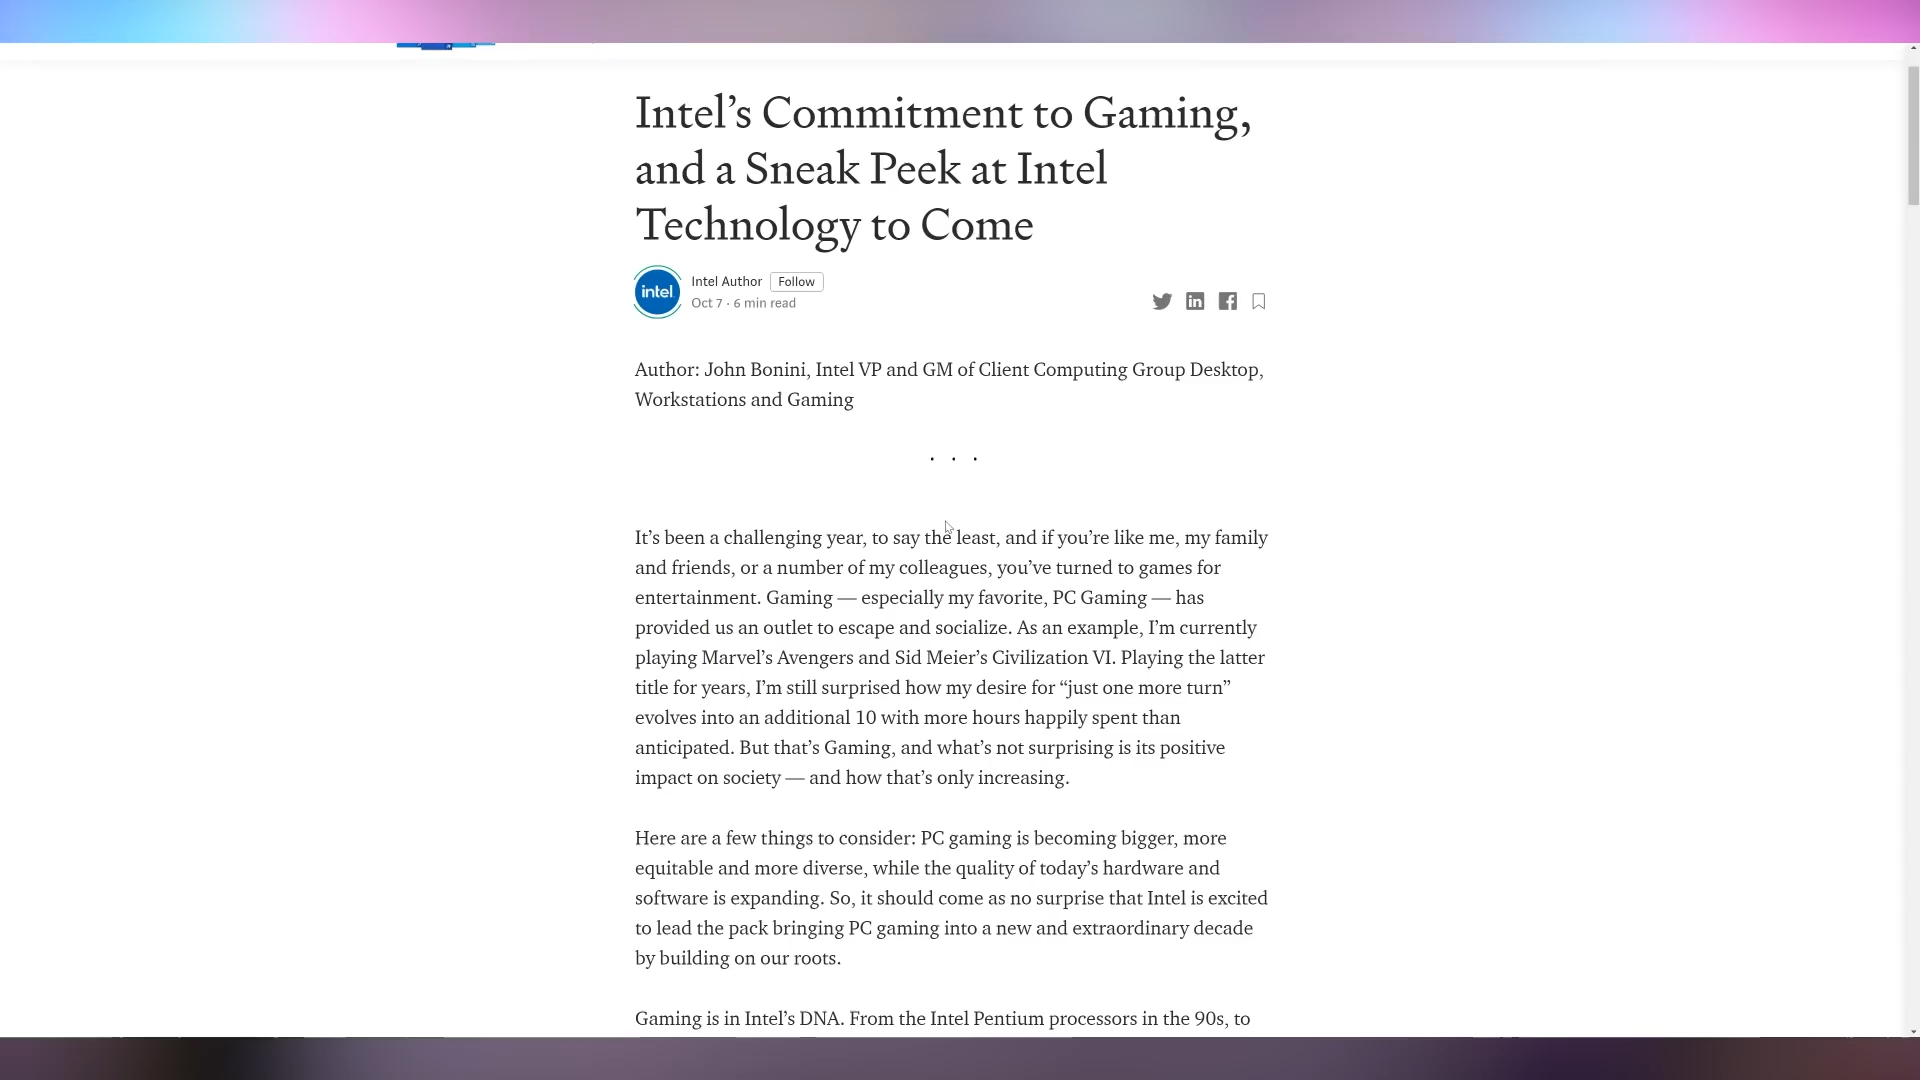 Intel’s Commitment to Gaming,
and a Sneak Peek at Intel
Technology to Come
intel
Intel Author Follow
Oct 7 · 6 min read
Author: John Bonini, Intel VP and GM of Client Computing Group Desktop,
Workstations and Gaming
. . .
It’s been a challenging year, to say the least, and if you’re like me, my family
and friends, or a number of my colleagues, you’ve turned to games for
entertainment. Gaming — especially my favorite, PC Gaming — has
provided us an outlet to escape and socialize. As an example, I’m currently
playing Marvel’s Avengers and Sid Meier’s Civilization VI. Playing the latter
title for years, I’m still surprised how my desire for “just one more turn”
evolves into an additional 10 with more hours happily spent than
anticipated. But that’s Gaming, and what’s not surprising is its positive
impact on society — and how that’s only increasing.
Here are a few things to consider: PC gaming is becoming bigger, more
equitable and more diverse, while the quality of today’s hardware and
software is expanding. So, it should come as no surprise that Intel is excited
to lead the pack bringing PC gaming into a new and extraordinary decade
by building on our roots.
Gaming is in Intel’s DNA. From the Intel Pentium processors in the 90s, to